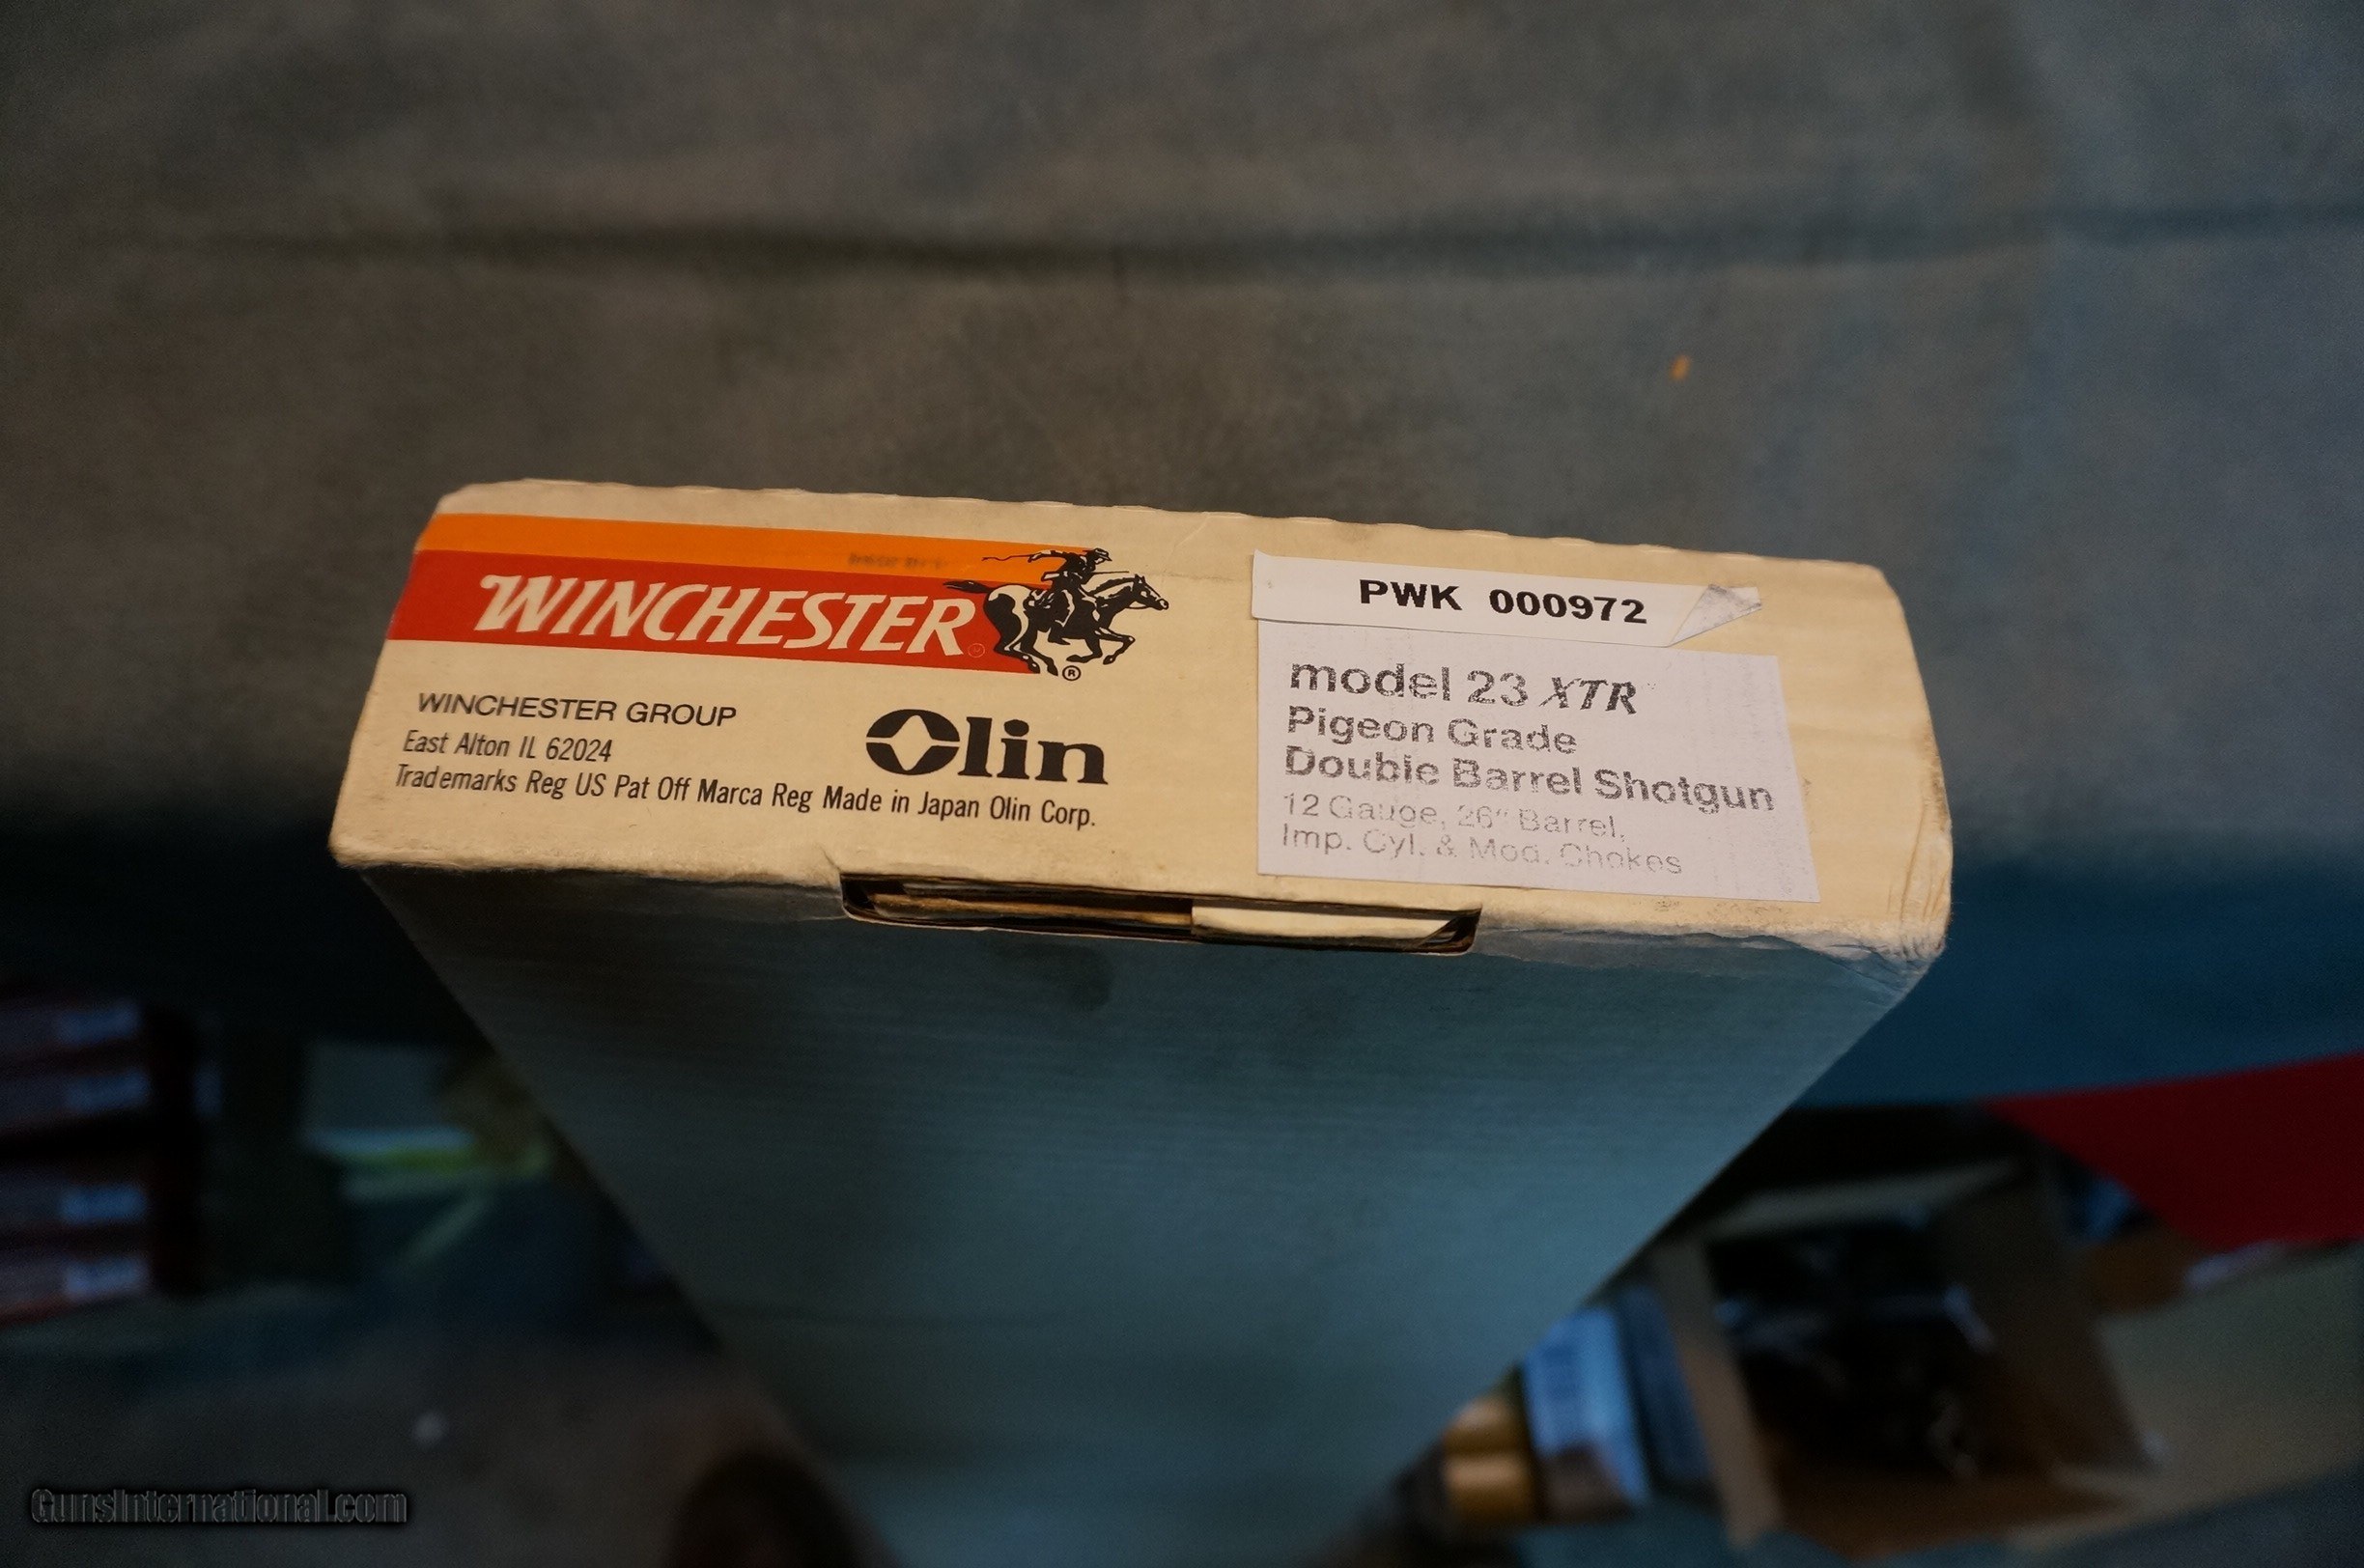 WINCHESTER
®
WINCHESTER GROUP
East Alton IL 62024
Trademarks Reg US Pat Off Marca Reg Made in Japan Olin Corp.
Olin
PWK 000972
model 23 XTR
Pigeon Grade
Double Barrel Shotgun
12 Gauge, 26" Barrel,
Imp. Cyl. & Mod. Chokes
GunsInternational.com